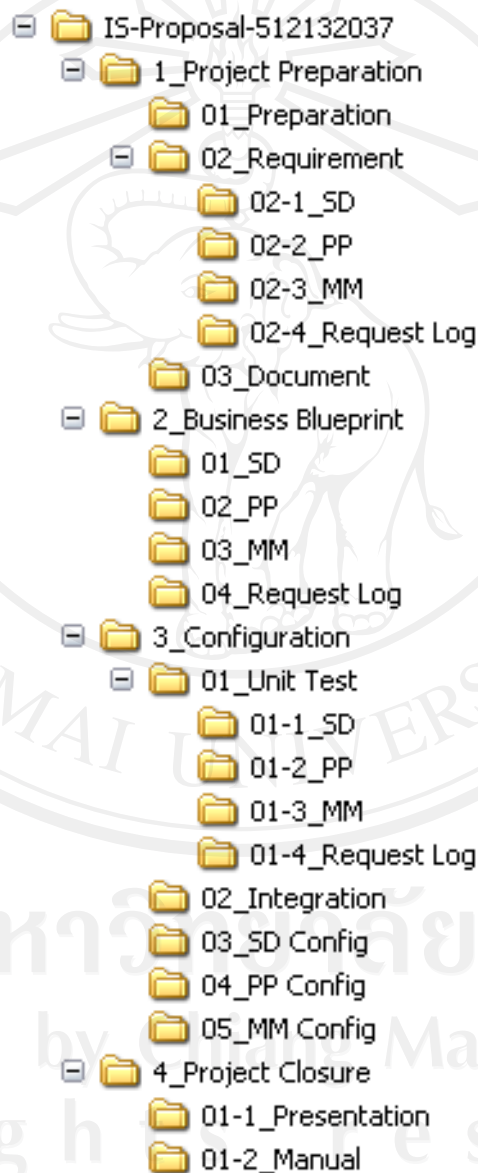 IS-Proposal-512132037
1_Project Preparation
01_Preparation
02_Requirement
02-1_SD
02-2_PP
02-3_MM
02-4_Request Log
03_Document
2_Business Blueprint
01_SD
02_PP
03_MM
04_Request Log
3_Configuration
01_Unit Test
01-1_SD
01-2_PP
01-3_MM
01-4_Request Log
02_Integration
03_SD Config
04_PP Config
05_MM Config
4_Project Closure
01-1_Presentation
01-2_Manual